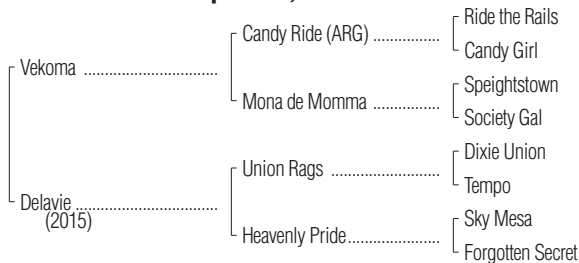 Ride the Rails
Candy Ride (ARG) ................
Candy Girl
Vekoma ................................
Speightstown
Mona de Momma ................
Society Gal
Dixie Union
Union Rags ...................
Tempo
Delavie ..................................
(2015)
Sky Mesa
Heavenly Pride.....................
Forgotten Secret